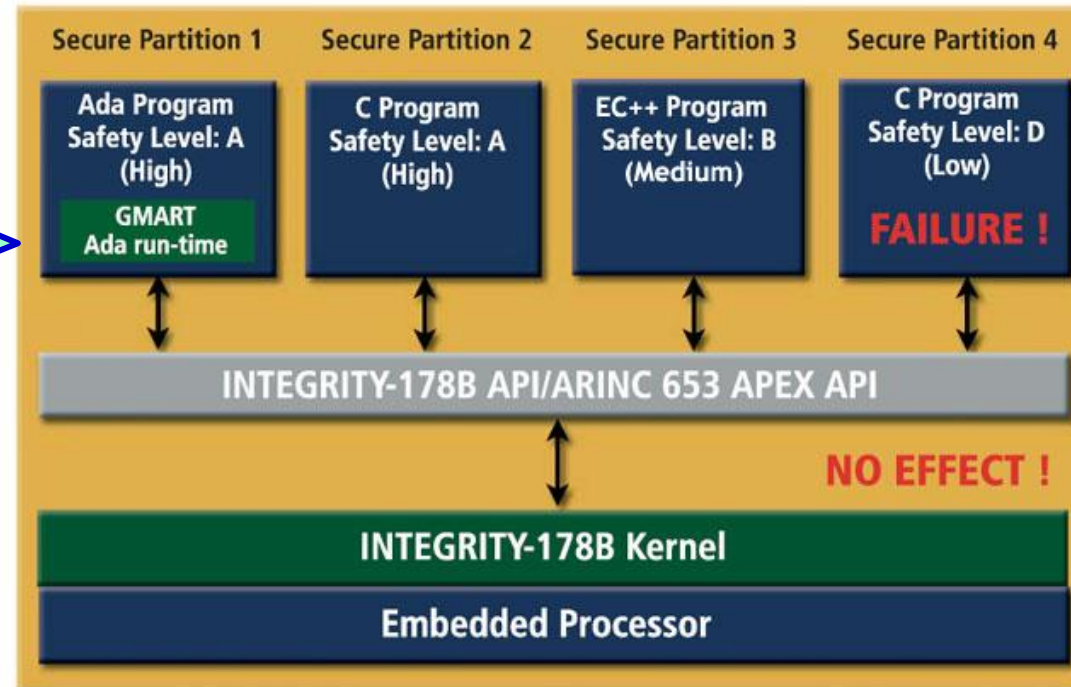 Secure Partition 1
Secure Partition 2
Secure Partition 3
Secure Partition 4
Ada Program
Safety Level: A
(High)
GMART
Ada run-time
C Program
Safety Level: A
(High)
EC++ Program
Safety Level: B
(Medium)
C Program
Safety Level: D
(Low)
FAILURE !
INTEGRITY-178B API/ARINC 653 APEX API
NO EFFECT !
INTEGRITY-178B Kernel
Embedded Processor